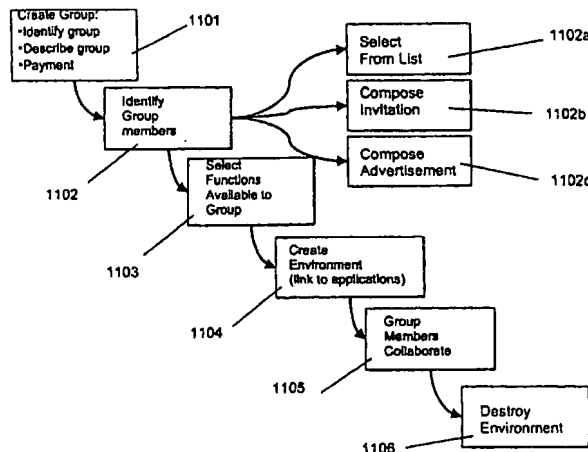 Create Group:
•Identify group
•Describe group
•Payment
1101
Identify
Group
members
1102
Select
From List
1102a
Compose
Invitation
1102b
Compose
Advertisement
1102c
Select
Functions
Available to
Group
1103
Create
Environment
(link to applications)
1104
Group
Members
Collaborate
1105
Destroy
Environment
1106